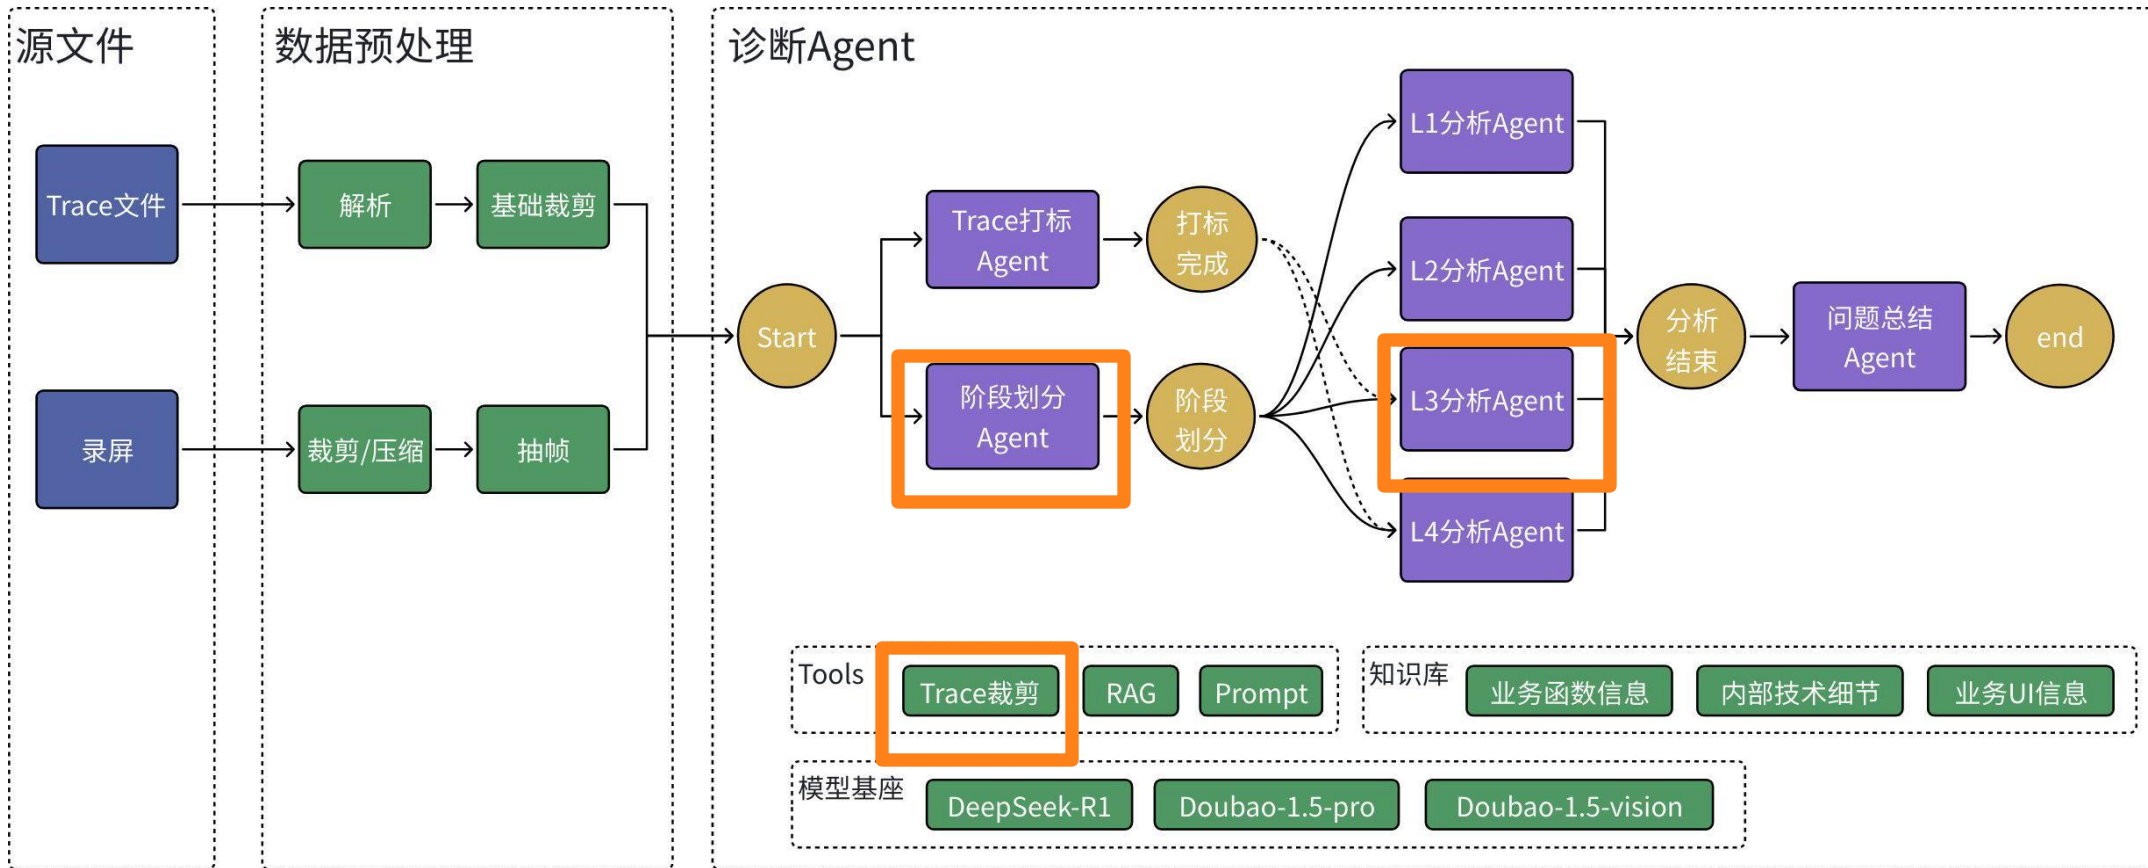 源文件
数据预处理
诊断Agent
Trace文件
解析
基础裁剪
录屏
裁剪/压缩
抽帧
Start
Trace打标
Agent
打标
完成
阶段划分
Agent
阶段
划分
L1分析Agent
L2分析Agent
L3分析Agent
L4分析Agent
分析
结束
问题总结
Agent
end
Tools
Trace裁剪
RAG
Prompt
知识库
业务函数信息
内部技术细节
业务UI信息
模型基座
DeepSeek-R1
Doubao-1.5-pro
Doubao-1.5-vision